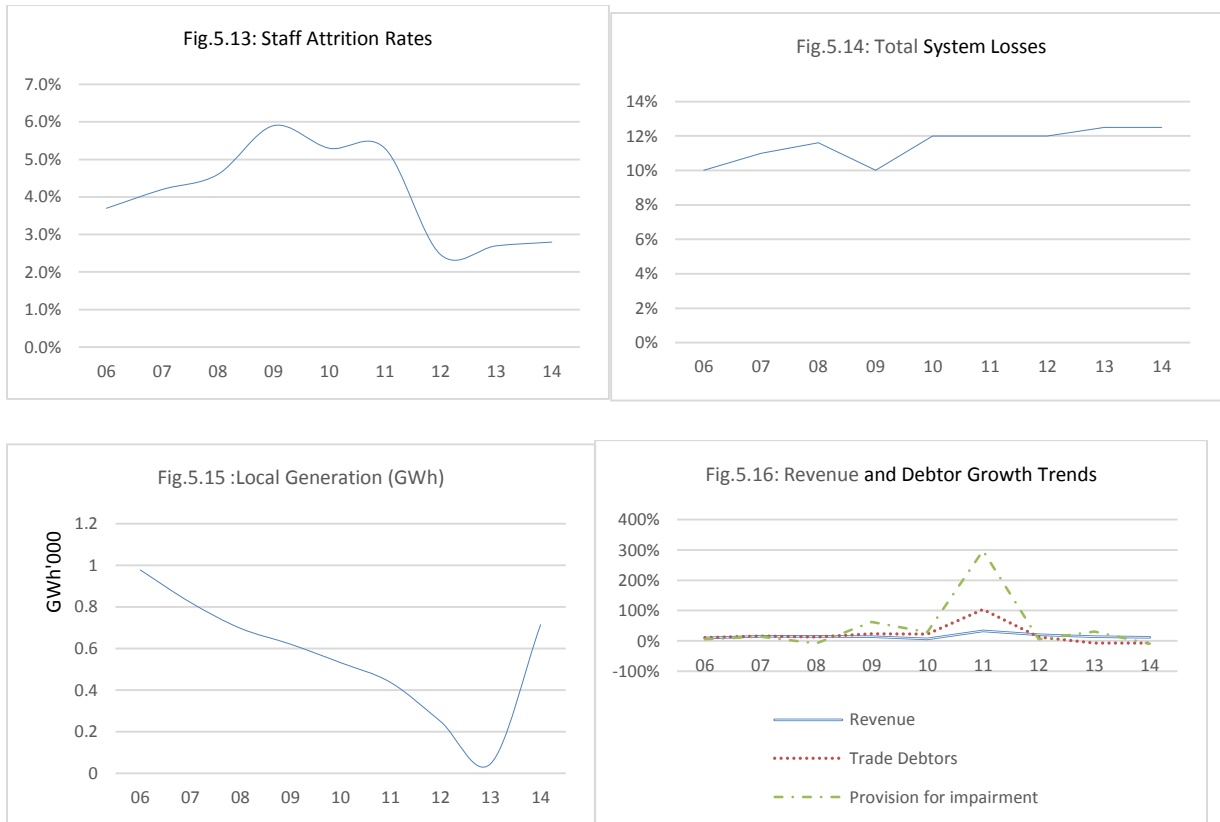 Fig.5.13: Staff Attrition Rates
7.0%
6.0%
5.0%
4.0%
3.0%
2.0%
1.0%
0.0%
06 07 08 09 10 11 12 13 14
Fig.5.14: Total System Losses
14%
12%
10%
8%
6%
4%
2%
0%
06 07 08 09 10 11 12 13 14
Fig.5.15 :Local Generation (GWh)
GWh'000
1.2
1
0.8
0.6
0.4
0.2
0
06 07 08 09 10 11 12 13 14
Fig.5.16: Revenue and Debtor Growth Trends
400%
300%
200%
100%
0%
-100%
06 07 08 09 10 11 12 13 14
Revenue
Trade Debtors
Provision for impairment